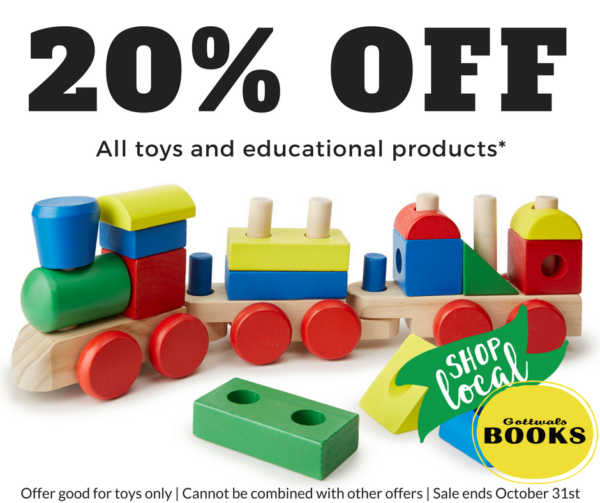 20% OFF
All toys and educational products*
SHOP
local
Gottwals
BOOKS
Offer good for toys only | Cannot be combined with other offers | Sale ends October 31st